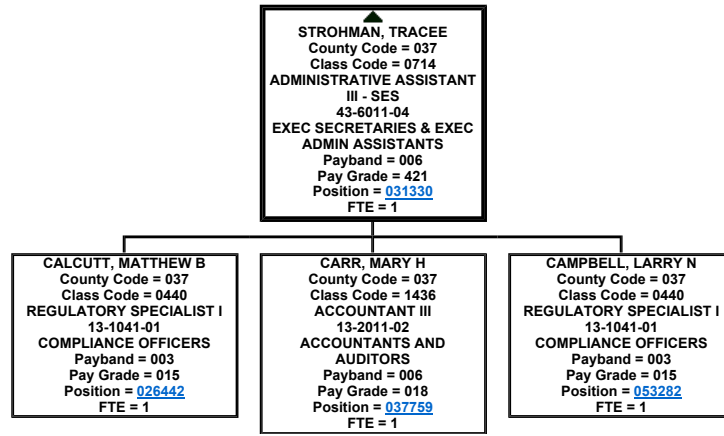 STROHMAN, TRACEE
County Code = 037
Class Code = 0714
ADMINISTRATIVE ASSISTANT
III - SES
43-6011-04
EXEC SECRETARIES & EXEC
ADMIN ASSISTANTS
Payband = 006
Pay Grade = 421
Position = 031330
FTE = 1
CALCUTT, MATTHEW B
County Code = 037
Class Code = 0440
REGULATORY SPECIALIST I
13-1041-01
COMPLIANCE OFFICERS
Payband = 003
Pay Grade = 015
Position = 026442
FTE = 1
CARR, MARY H
County Code = 037
Class Code = 1436
ACCOUNTANT III
13-2011-02
ACCOUNTANTS AND
AUDITORS
Payband = 006
Pay Grade = 018
Position = 037759
FTE = 1
CAMPBELL, LARRY N
County Code = 037
Class Code = 0440
REGULATORY SPECIALIST I
13-1041-01
COMPLIANCE OFFICERS
Payband = 003
Pay Grade = 015
Position = 053282
FTE = 1